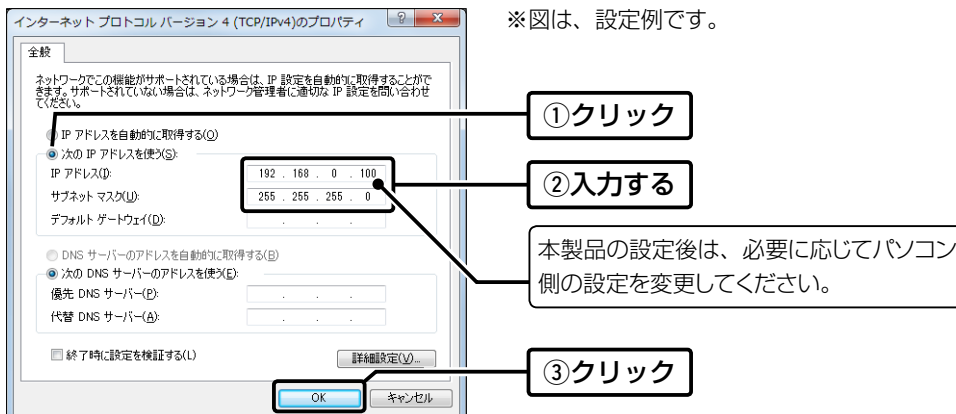 インターネット プロトコル バージョン 4 (TCP/IPv4)のプロパティ
※図は、設定例です。
全般
ネットワークでこの機能がサポートされている場合は、IP 設定を自動的に取得することがで
きます。サポートされていない場合は、ネットワーク管理者に適切な IP 設定を問い合わせ
てください。
①クリック
IP アドレスを自動的に取得する(O)
次の IP アドレスを使う(S):
IP アドレス(I): 192 . 168 . 0 . 100
②入力する
サブネット マスク(U): 255 . 255 . 255 . 0
デフォルト ゲートウェイ(D): . . .
本製品の設定後は、必要に応じてパソコン
側の設定を変更してください。
DNS サーバーのアドレスを自動的に取得する(B)
次の DNS サーバーのアドレスを使う(E):
優先 DNS サーバー(P): . . .
代替 DNS サーバー(A): . . .
終了時に設定を検証する(L)
詳細設定(V)...
③クリック
OK
キャンセル